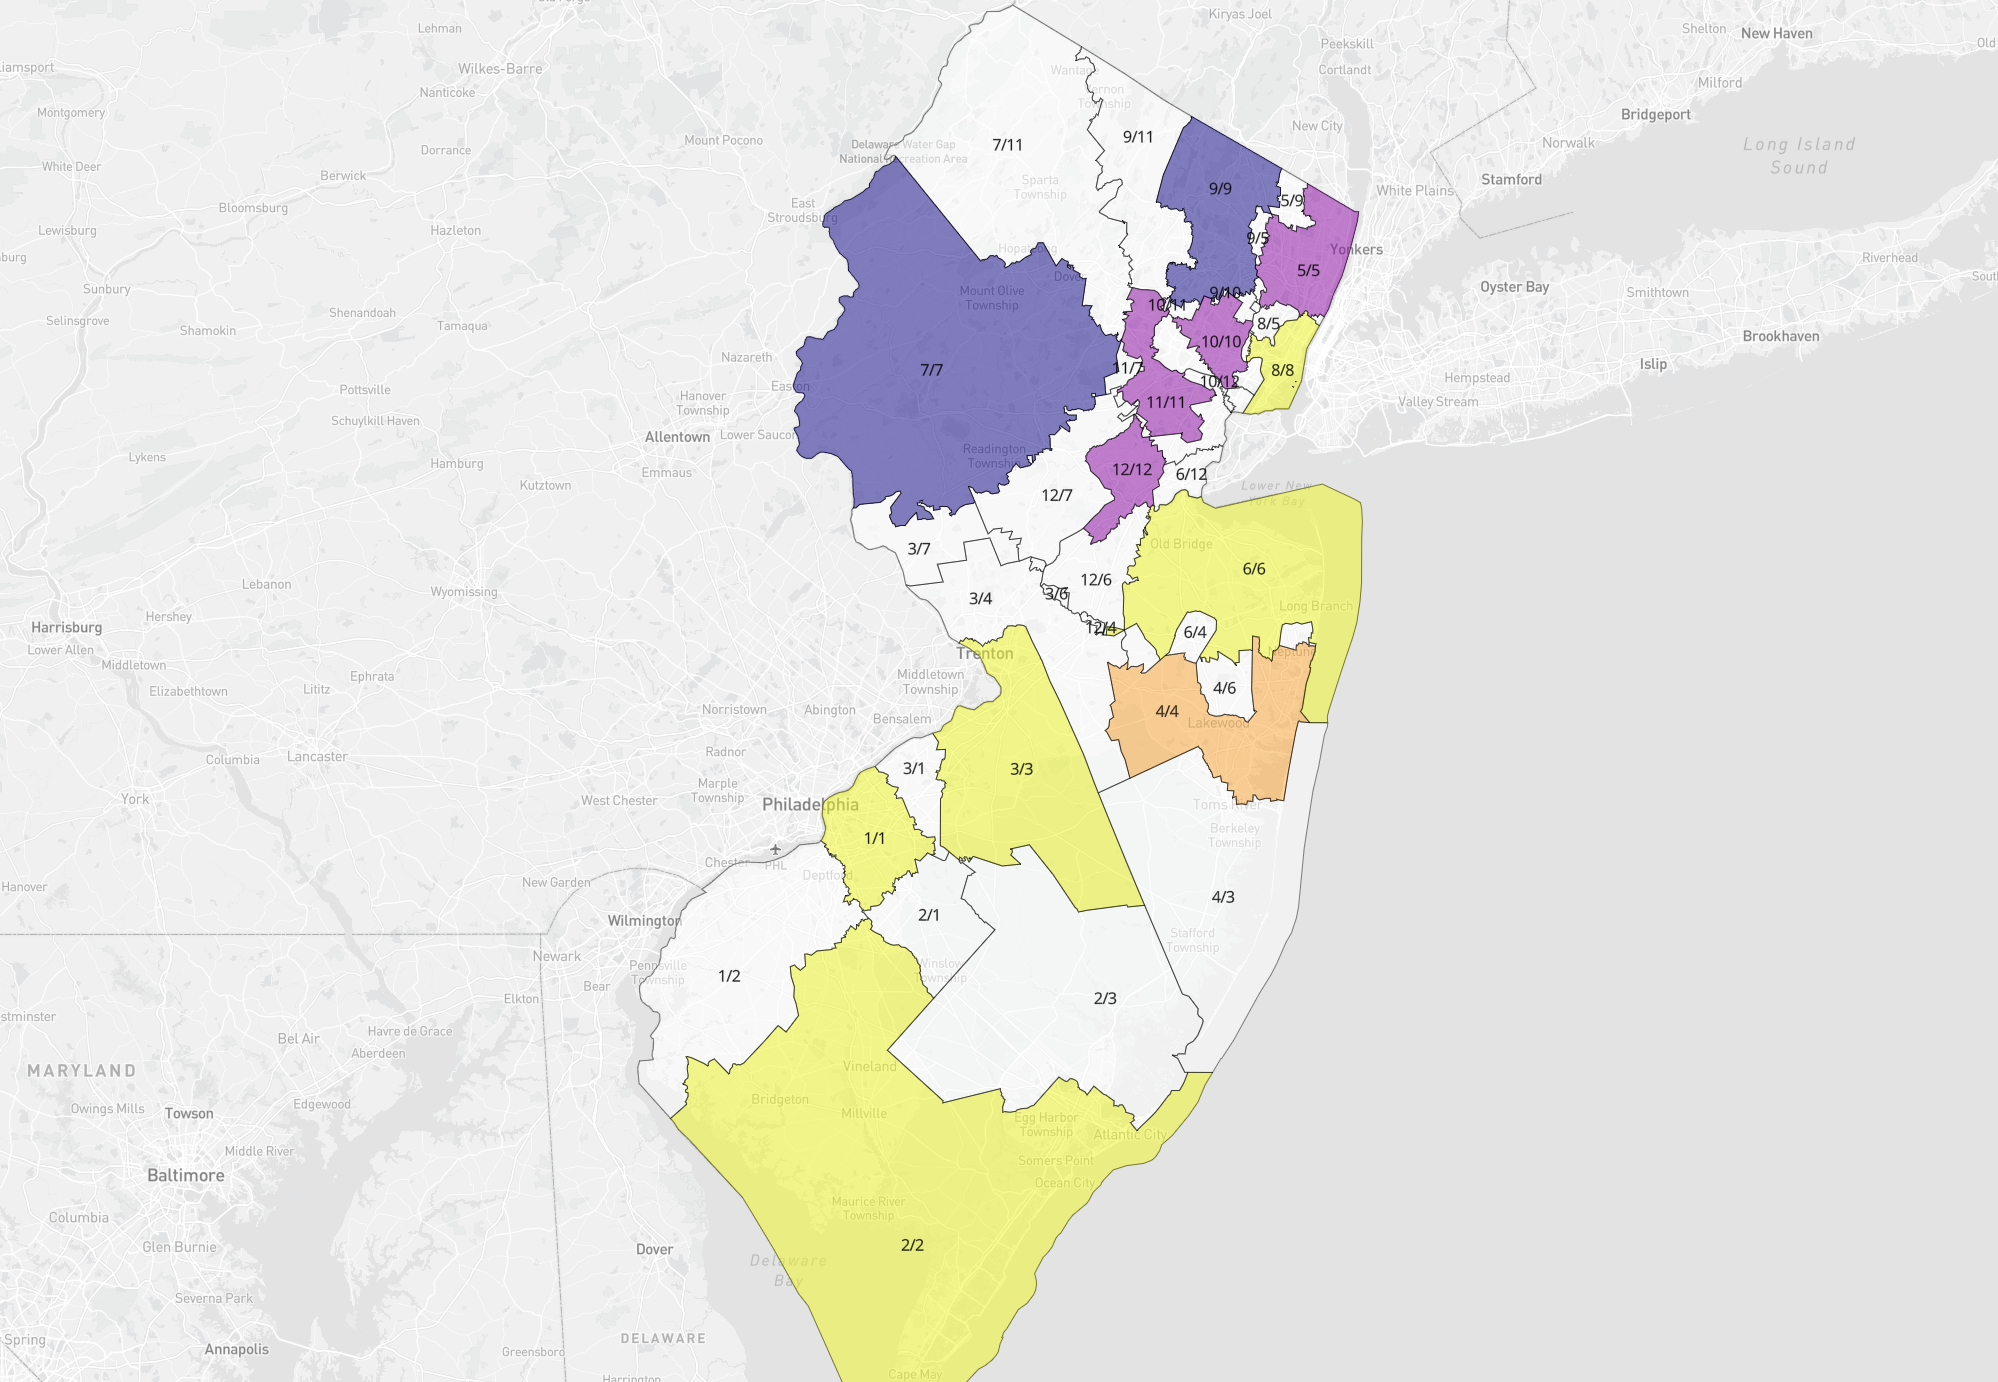 Lehman
Kiryas Joel
Peekskill
Shelton
New Haven
Old
liamsport
Wilkes-Barre
Nanticoke
Wantage
Vernon
Township
Cortlandt
Milford
Montgomery
Bridgeport
Mount Pocono
New City
Norwalk
Long Island
Sound
White Deer
Dorrance
Berwick
Delaware Water Gap
National Recreation Area
7/11
9/11
Stamford
White Plains
Sparta
Township
9/9
5/9
Bloomsburg
East
Stroudsburg
Lewisburg
Hazleton
9/5
Yonkers
Hopatcong
Riverhead
Sunbury
Mount Olive
Township
Dover
5/5
Oyster Bay
Smithtown
Selinsgrove
Shenandoah
Shamokin
Tamaqua
9/10
10/11
8/5
Brookhaven
Nazareth
7/7
10/10
11/7
8/8
Islip
Pottsville
Easton
10/12
Hempstead
Hanover
Township
11/11
Valley Stream
Schuylkill Haven
Allentown
Lower Saucon
Lykens
Hamburg
Emmaus
Readington
Township
12/12
6/12
Kutztown
12/7
Lower New
York Bay
3/7
Old Bridge
6/6
Lebanon
Wyomissing
12/6
3/4
3/6
Long Branch
Hershey
Harrisburg
Lower Allen
12/4
6/4
Trenton
Neptune
Middletown
Middletown
Township
Ephrata
Elizabethtown
Lititz
4/6
Norristown
Abington
Bensalem
4/4
Lakewood
Columbia
Lancaster
Radnor
3/1
3/3
Marple
Township
York
West Chester
Philadelphia
Toms River
Berkeley
Township
1/1
Chester
PHL
Deptford
Hanover
New Garden
4/3
2/1
Wilmington
Stafford
Township
Newark
Pennsville
Township
Winslow
Township
1/2
Bear
Elkton
2/3
stminster
Havre de Grace
Bel Air
Aberdeen
MARYLAND
Vineland
Bridgeton
Millville
Owings Mills
Towson
Edgewood
Egg Harbor
Township
Atlantic City
Middle River
Somers Point
Baltimore
Ocean City
Maurice River
Township
Columbia
Glen Burnie
Dover
2/2
Delaware
Bay
Severna Park
DELAWARE
Spring
Annapolis
Greensboro
Cape May
Harrington